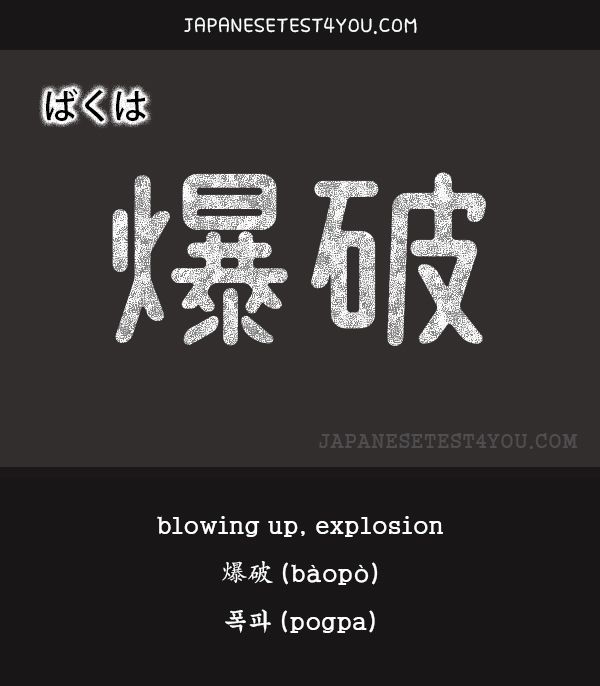 JAPANESETEST4YOU.COM
ばくは
爆破
JAPANESETEST4YOU.COM
blowing up, explosion
爆破 (bàopò)
폭파 (pogpa)